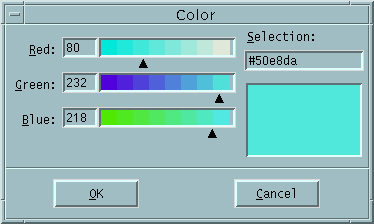 Color
Red: 80
Selection:
#50e8da
Green: 232
Blue: 218
OK
Cancel